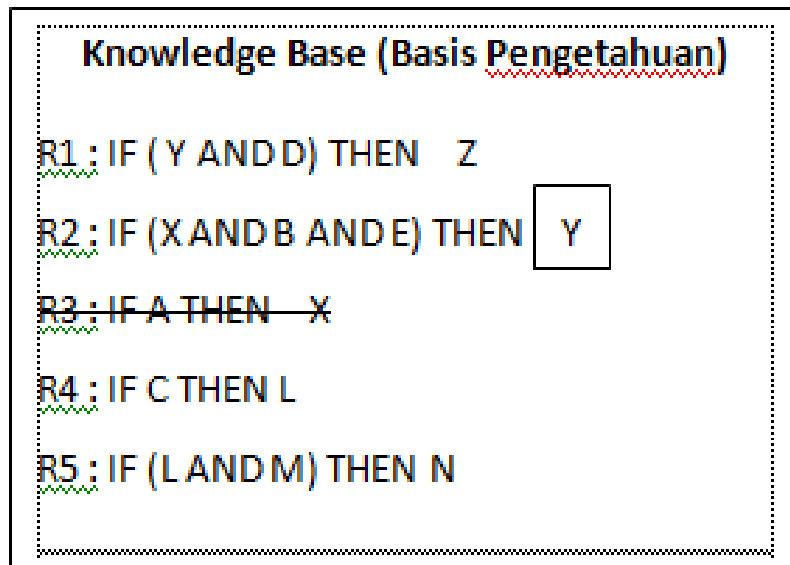 Knowledge Base (Basis Pengetahuan)
R1 : IF ( Y AND D) THEN Z
R2 : IF (X AND B AND E) THEN Y
R3 : IF A THEN X
R4 : IF C THEN L
R5 : IF (L AND M) THEN N